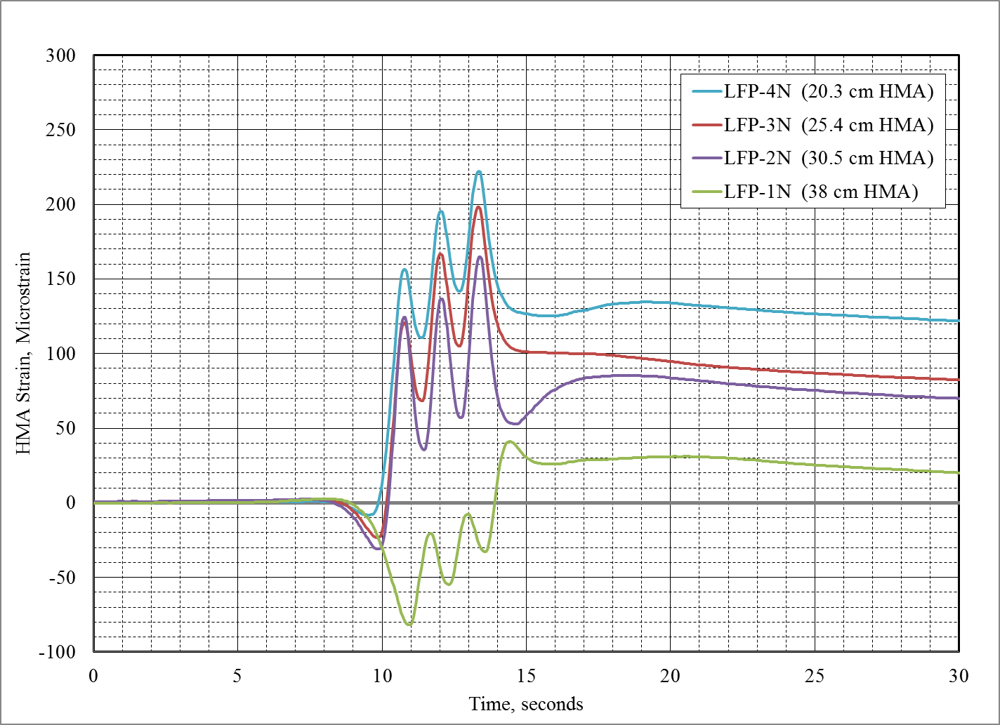 300
250
200
150
100
50
0
-50
-100
HMA Strain, Microstrain
LFP-4N (20.3 cm HMA)
LFP-3N (25.4 cm HMA)
LFP-2N (30.5 cm HMA)
LFP-1N (38 cm HMA)
0 5 10 15 20 25 30
Time, seconds